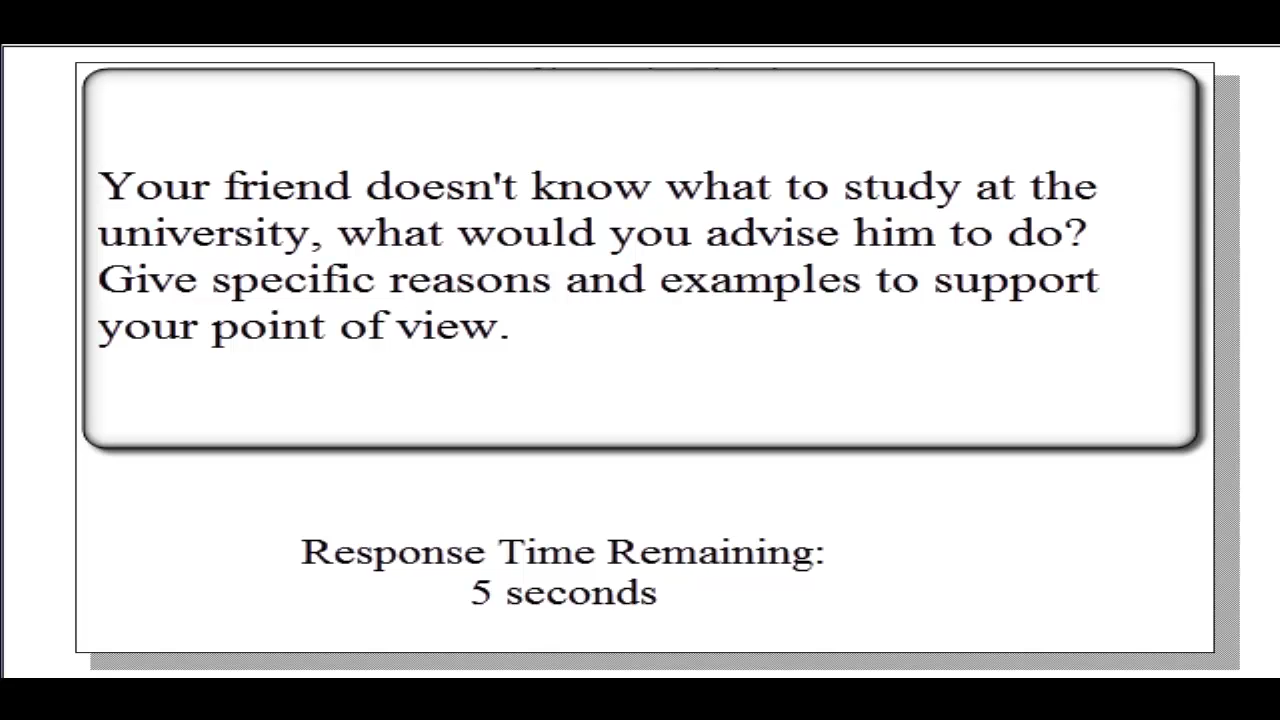 Your friend doesn't know what to study at the
university, what would you advise him to do?
Give specific reasons and examples to support
your point of view.
Response Time Remaining:
5 seconds